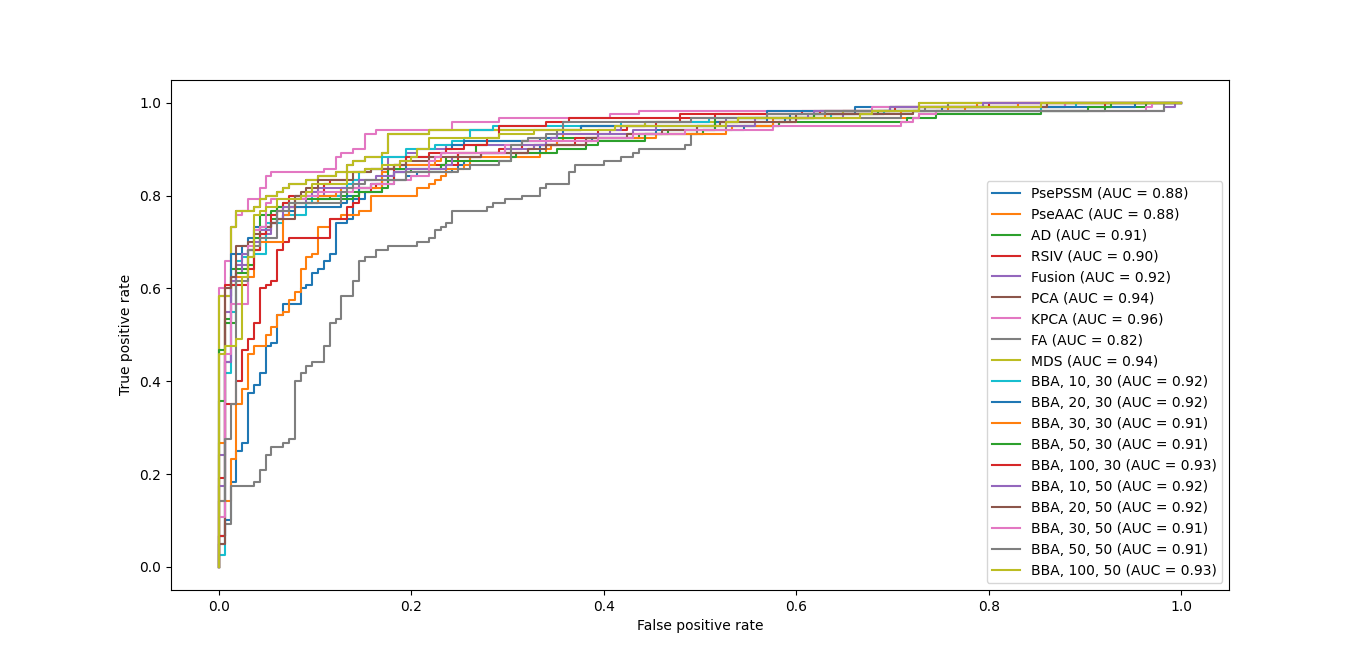 1.0
0.8
0.6
0.4
0.2
0.0
True positive rate
0.0 0.2 0.4 0.6 0.8 1.0
False positive rate
PsePSSM (AUC = 0.88)
PseAAC (AUC = 0.88)
AD (AUC = 0.91)
RSIV (AUC = 0.90)
Fusion (AUC = 0.92)
PCA (AUC = 0.94)
KPCA (AUC = 0.96)
FA (AUC = 0.82)
MDS (AUC = 0.94)
BBA, 10, 30 (AUC = 0.92)
BBA, 20, 30 (AUC = 0.92)
BBA, 30, 30 (AUC = 0.91)
BBA, 50, 30 (AUC = 0.91)
BBA, 100, 30 (AUC = 0.93)
BBA, 10, 50 (AUC = 0.92)
BBA, 20, 50 (AUC = 0.92)
BBA, 30, 50 (AUC = 0.91)
BBA, 50, 50 (AUC = 0.91)
BBA, 100, 50 (AUC = 0.93)